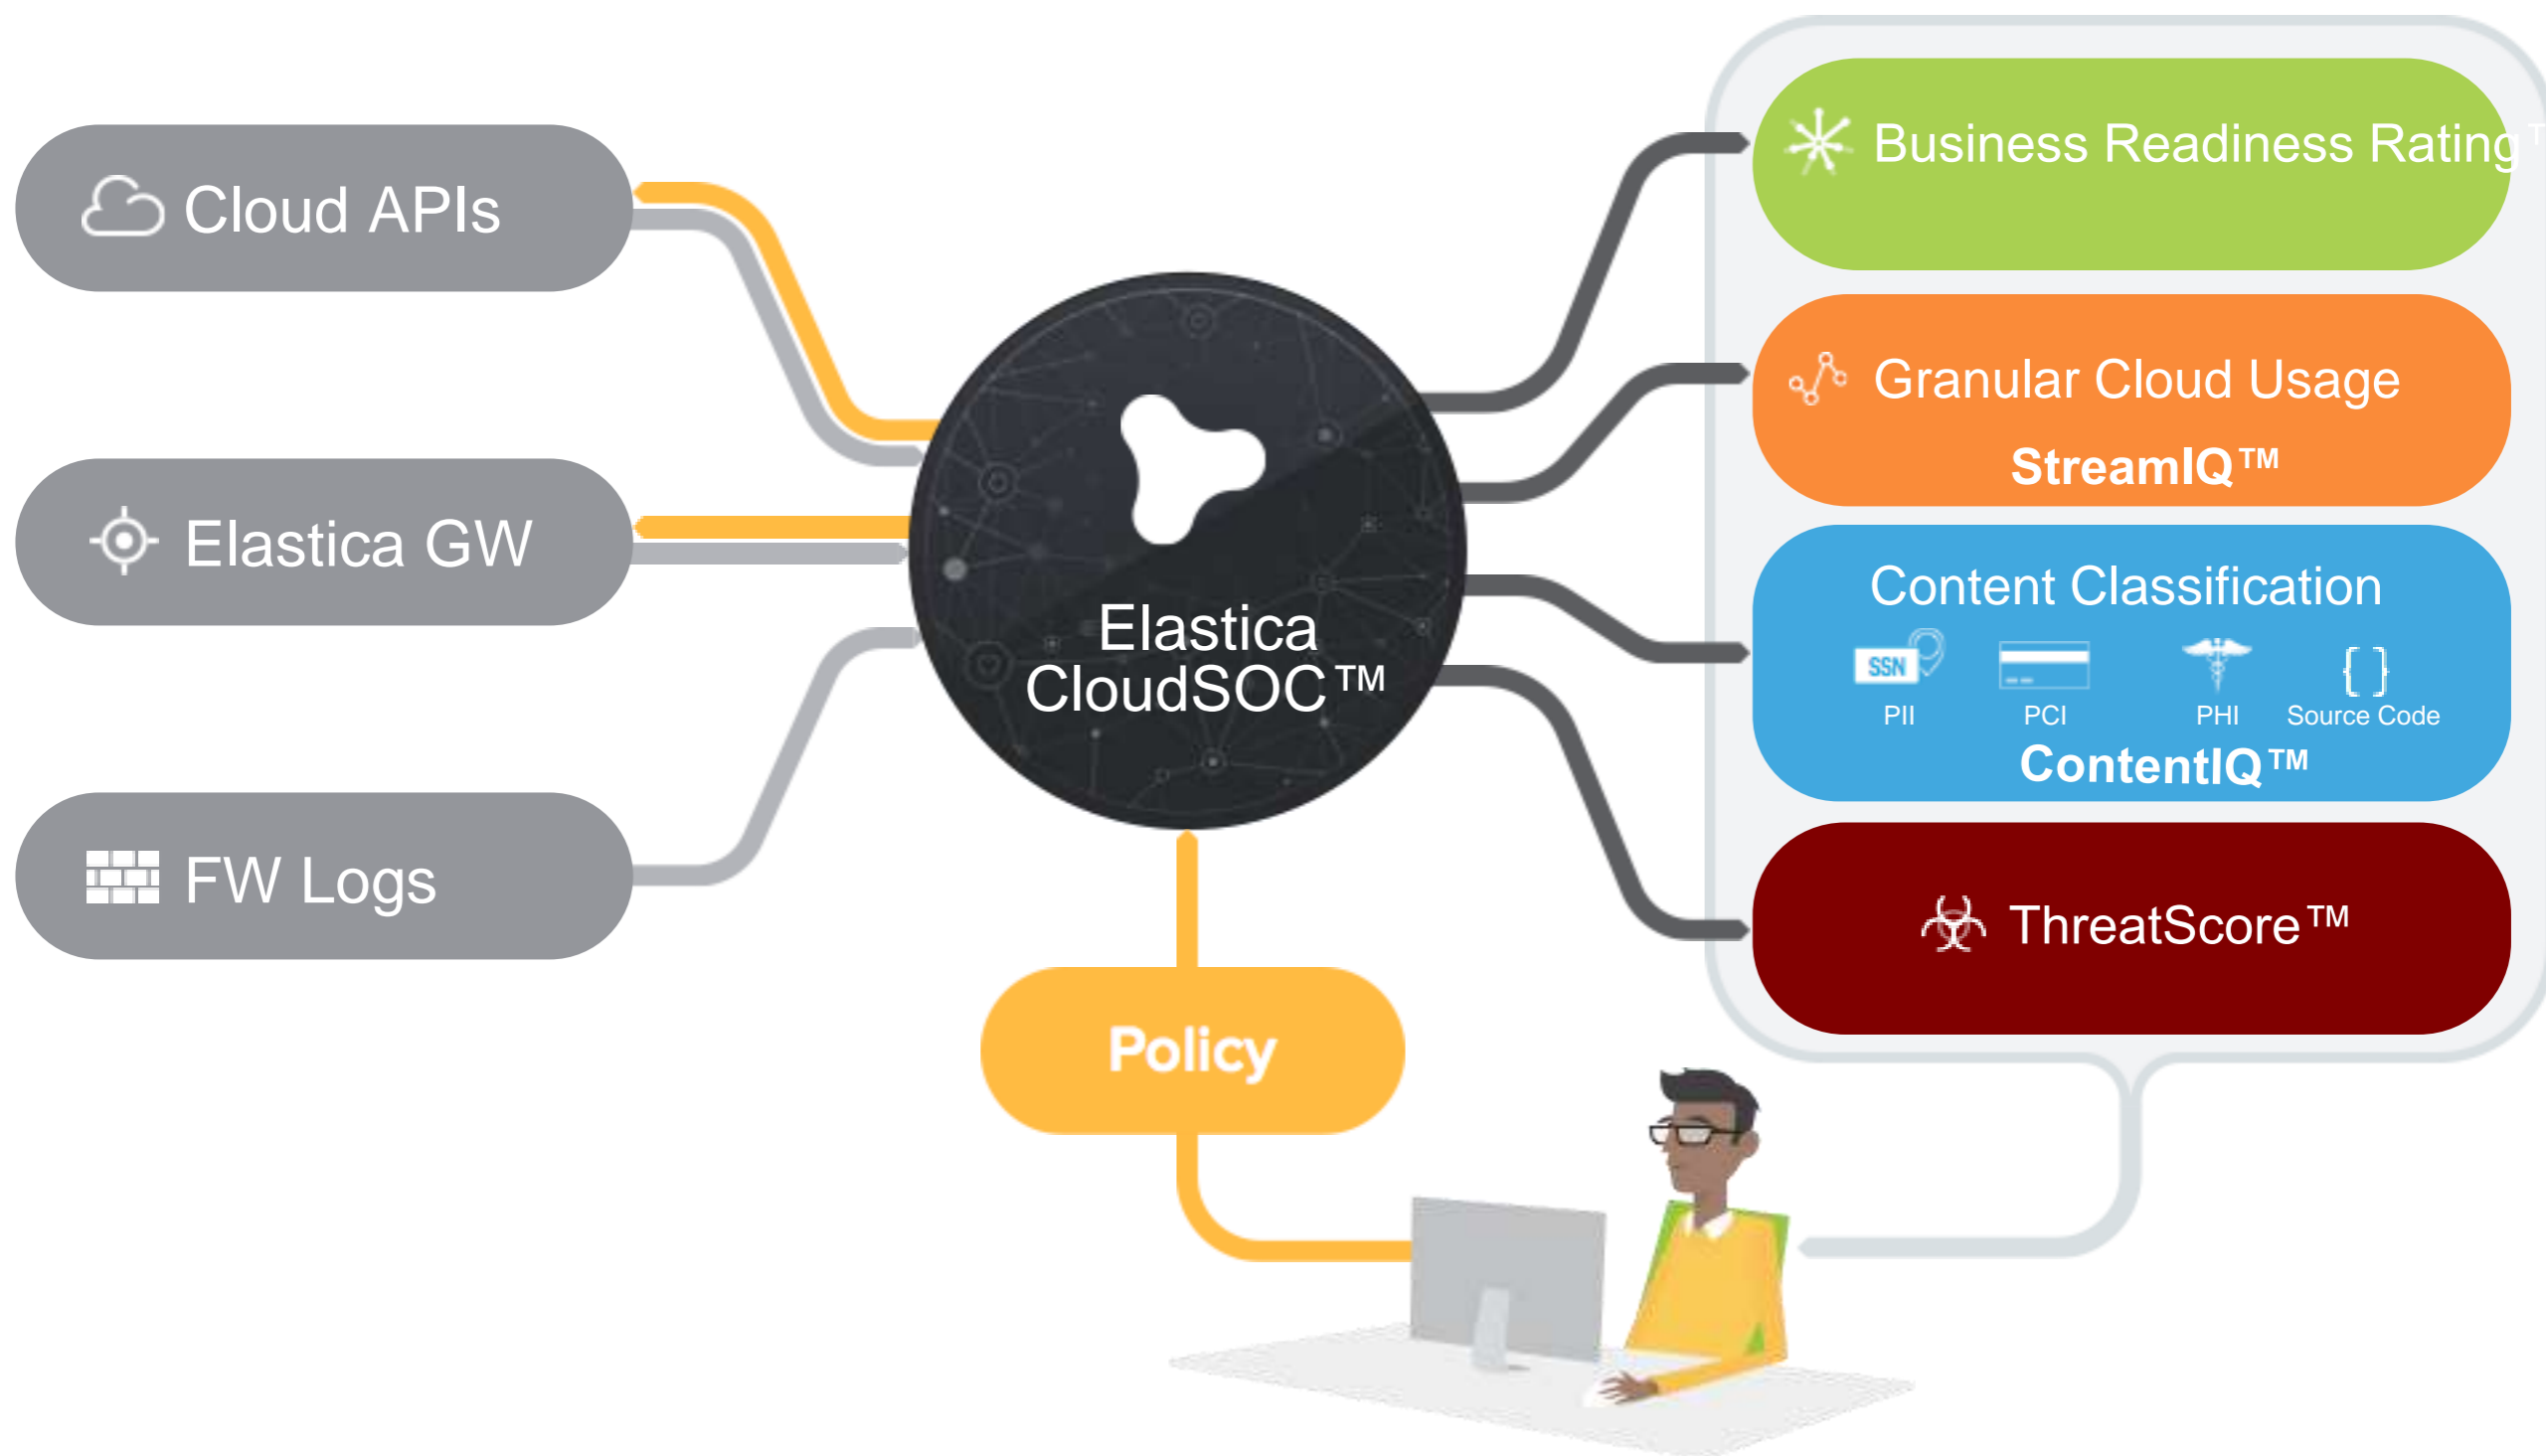 Cloud APIs
Elastica GW
FW Logs
Elastica
CloudSOC™
Policy
Business Readiness Rating
Granular Cloud Usage
StreamIQ™
Content Classification
SSN
PII PCI PHI Source Code
ContentIQ™
ThreatScore™